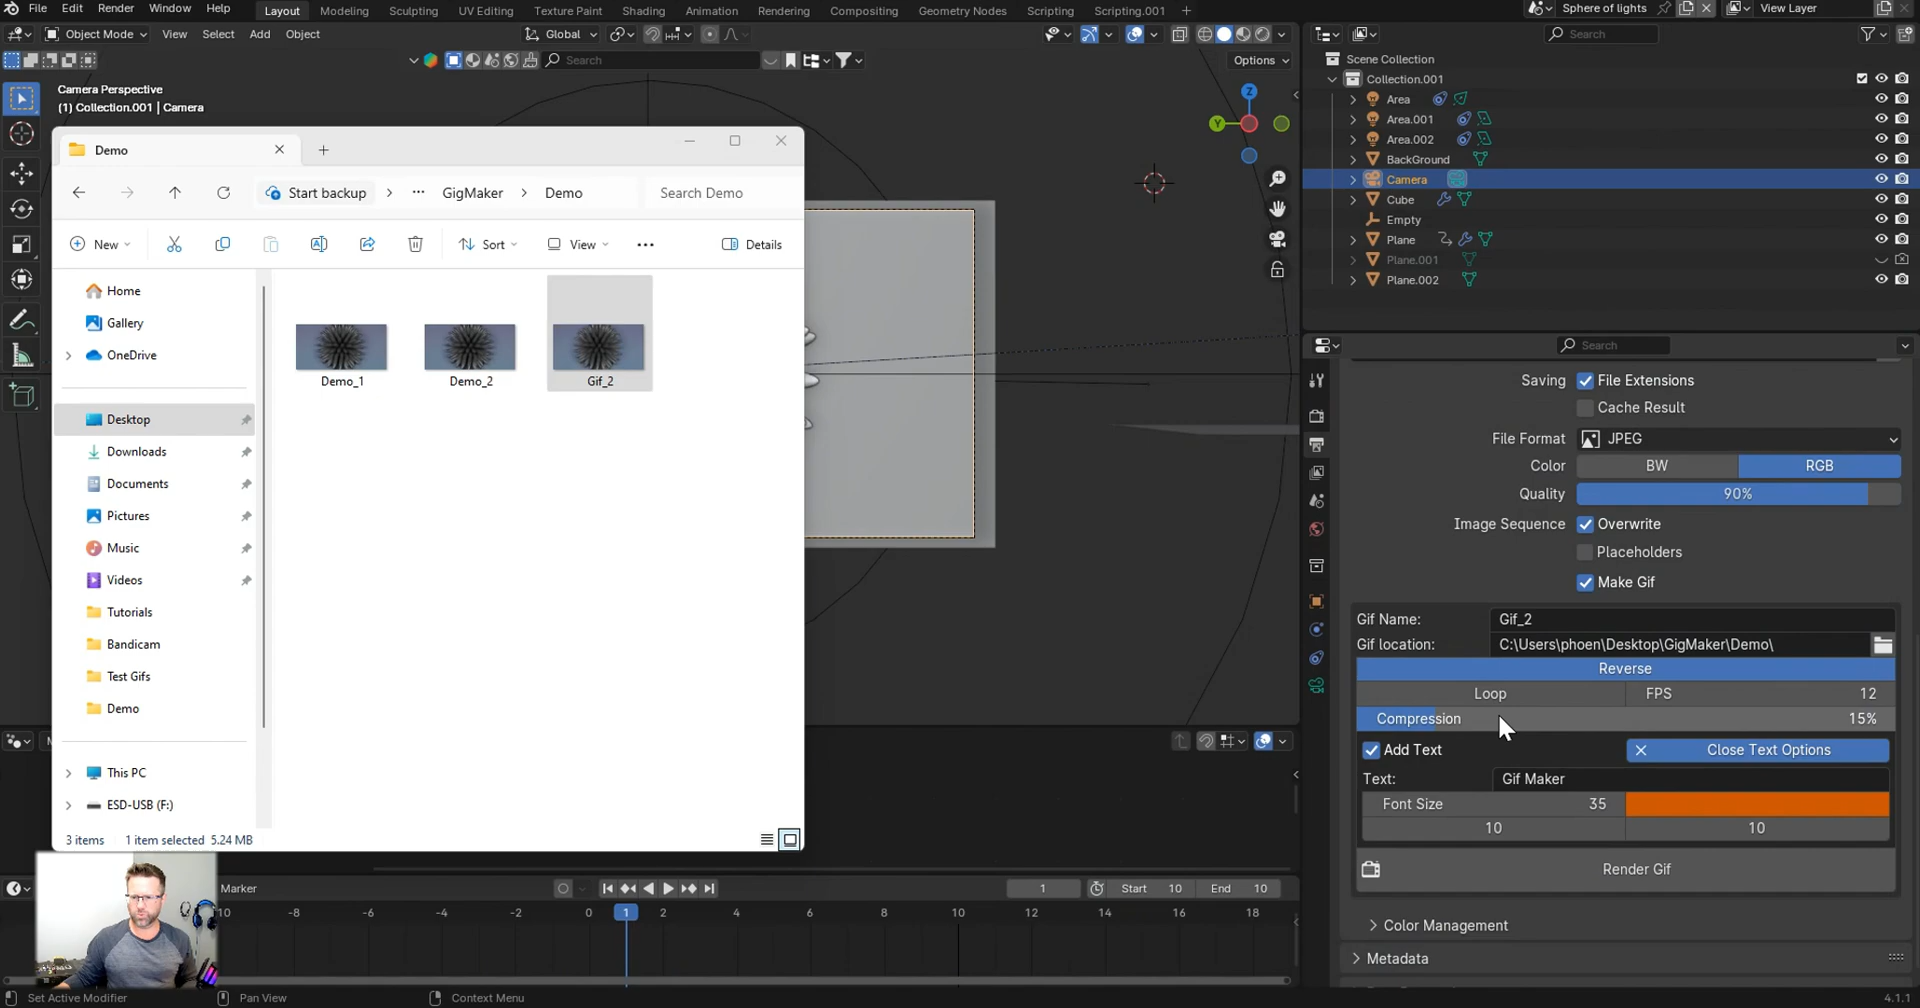 File Edit Render Window Help Layout Modeling Sculpting UV Editing Texture Paint Shading Animation Rendering Compositing Geometry Nodes Scripting Scripting.001 + Sphere of lights View Layer
Object Mode View Select Add Object Global Search
Search Options
Camera Perspective
(1) Collection.001 | Camera
Z
Y
Demo
Start backup GigMaker Demo Search Demo
New Sort View Details
Home
Gallery
OneDrive
Desktop
Downloads
Documents
Pictures
Music
Videos
Tutorials
Bandicam
Test Gifs
Demo
This PC
ESD-USB (F:)
Demo_1 Demo_2 Gif_2
3 items 1 item selected 5.24 MB
Scene Collection
Collection.001
Area
Area.001
Area.002
BackGround
Camera
Cube
Empty
Plane
Plane.001
Plane.002
Search
Saving File Extensions
Cache Result
File Format JPEG
Color BW RGB
Quality 90%
Image Sequence Overwrite
Placeholders
Make Gif
Gif Name: Gif_2
Gif location: C:\Users\phoen\Desktop\GigMaker\Demo\
Reverse
Loop FPS 12
Compression 15%
Add Text Close Text Options
Text: Gif Maker
Font Size 35
10 10
Render Gif
Color Management
Metadata
Marker 1 Start 10 End 10
-10 -8 -6 -4 -2 0 1 2 4 6 8 10 12 14 16 18
Set Active Modifier Pan View Context Menu 4.1.1